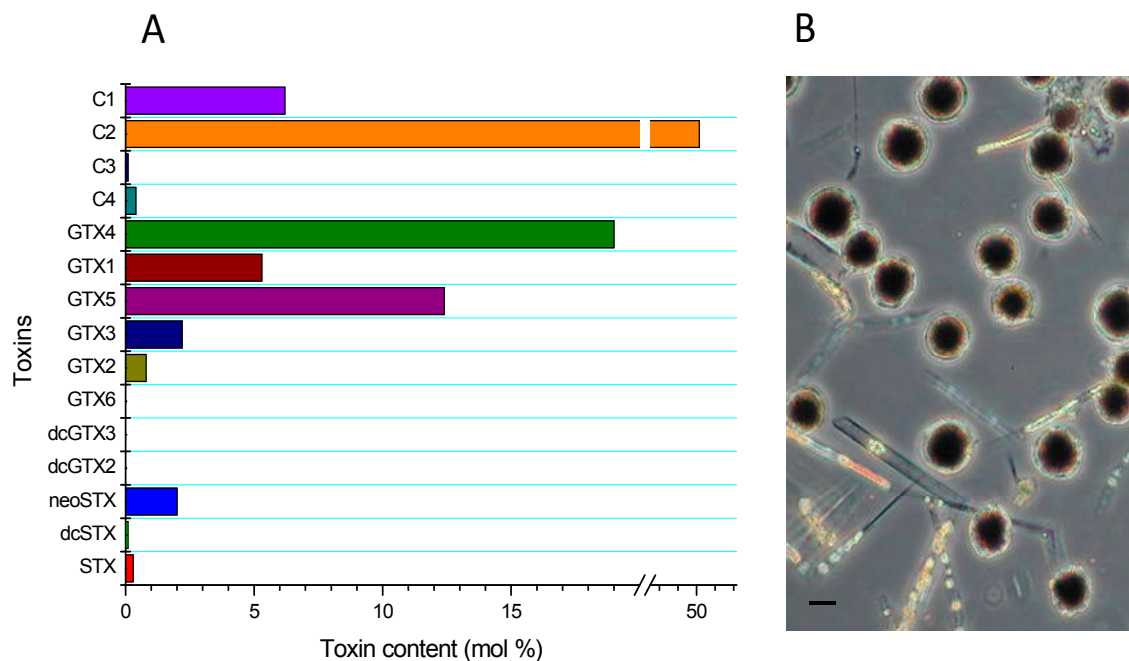 A
B
C1
C2
C3
C4
GTX4
GTX1
GTX5
GTX3
GTX2
GTX6
dcGTX3
dcGTX2
neoSTX
dcSTX
STX
Toxins
0 5 10 15 50
Toxin content (mol %)